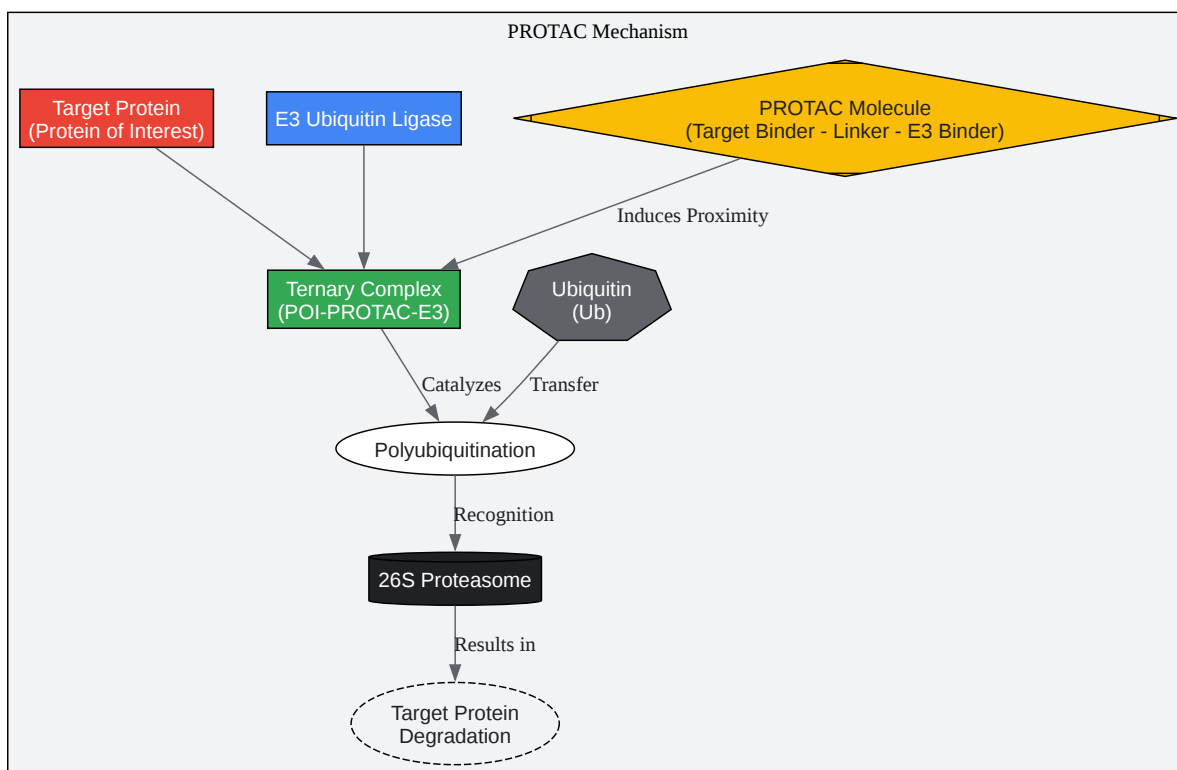 PROTAC Mechanism
Target Protein
(Protein of Interest)
E3 Ubiquitin Ligase
PROTAC Molecule
(Target Binder - Linker - E3 Binder)
Induces Proximity
Ternary Complex
(POI-PROTAC-E3)
Ubiquitin
(Ub)
Catalyzes
Transfer
Polyubiquitination
Recognition
26S Proteasome
Results in
Target Protein
Degradation